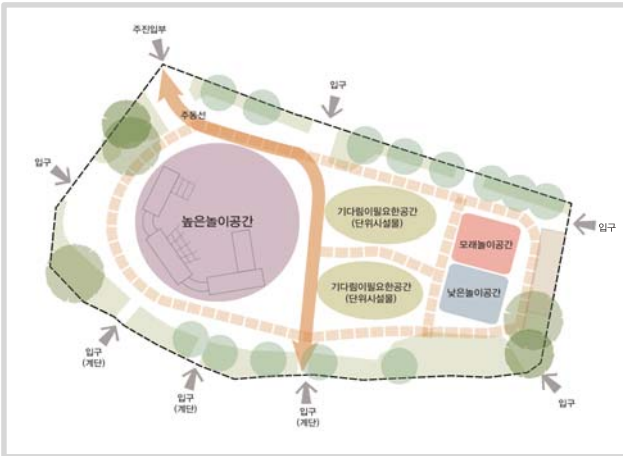 주진입부
입구
주동선
입구
높은놀이공간
기다림이필요한공간
(단위시설물)
모래놀이공간
입구
기다림이필요한공간
(단위시설물)
낮은놀이공간
입구
(계단)
입구
(계단)
입구
(계단)
입구